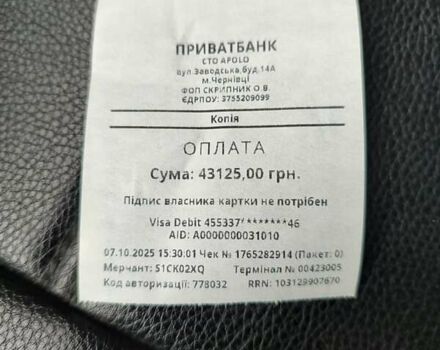 ПРИВАТБАНК
СТО APOLO
вул.Заводська,буд.14А
м.Чернівці
ФОП СКРИПНИК О.В.
ЄДРПОУ: 3755209099
Копія
ОПЛАТА
Сума: 43125,00 грн.
Підпис власника картки не потрібен
Visa Debit 455337*******46
AID: A0000000031010
07.10.2025 15:30:01 Чек № 1765282914 (Пакет: 0)
Мерчант: S1CK02XQ Термінал № 00423005
Код авторизації: 778032 RRN: 103129907670